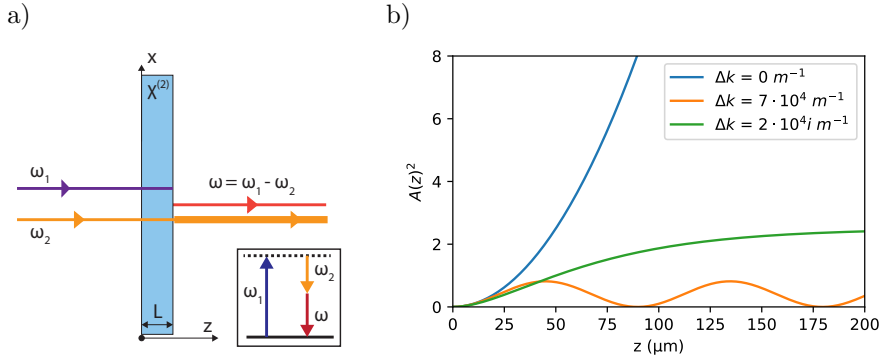 a)
x
χ⁽²⁾
ω₁
ω = ω₁ - ω₂
ω₂
L
z
ω₁
ω₂
ω
b)
A(z)²
8
6
4
2
0
Δk = 0 m⁻¹
Δk = 7 · 10⁴ m⁻¹
Δk = 2 · 10⁴i m⁻¹
0 25 50 75 100 125 150 175 200
z (μm)